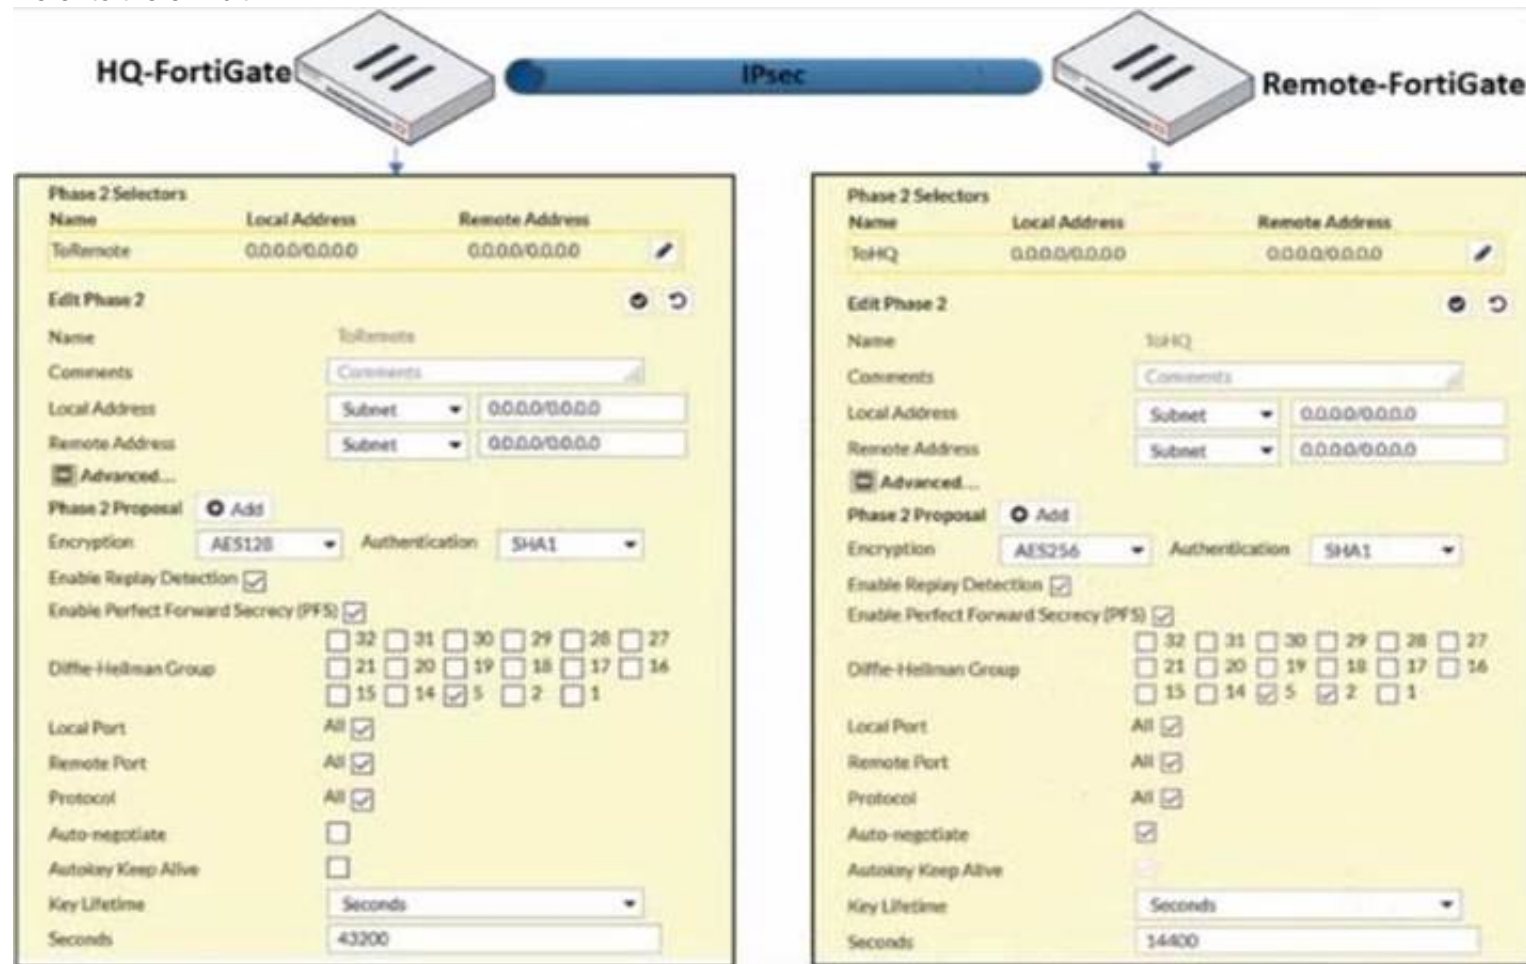 HQ-FortiGate
IPsec
Remote-FortiGate
Phase 2 Selectors
Name Local Address Remote Address
ToRemote 0.0.0.0/0.0.0.0 0.0.0.0/0.0.0.0
Edit Phase 2
Name ToRemote
Comments Comments
Local Address Subnet 0.0.0.0/0.0.0.0
Remote Address Subnet 0.0.0.0/0.0.0.0
Advanced...
Phase 2 Proposal Add
Encryption AES128 Authentication SHA1
Enable Replay Detection
Enable Perfect Forward Secrecy (PFS)
32 31 30 29 28 27
Diffie-Hellman Group 21 20 19 18 17 16
15 14 5 2 1
Local Port All
Remote Port All
Protocol All
Auto-negotiate
Autokey Keep Alive
Key Lifetime Seconds
Seconds 43200
Phase 2 Selectors
Name Local Address Remote Address
ToHQ 0.0.0.0/0.0.0.0 0.0.0.0/0.0.0.0
Edit Phase 2
Name ToHQ
Comments Comments
Local Address Subnet 0.0.0.0/0.0.0.0
Remote Address Subnet 0.0.0.0/0.0.0.0
Advanced...
Phase 2 Proposal Add
Encryption AES256 Authentication SHA1
Enable Replay Detection
Enable Perfect Forward Secrecy (PFS)
32 31 30 29 28 27
Diffie-Hellman Group 21 20 19 18 17 16
15 14 5 2 1
Local Port All
Remote Port All
Protocol All
Auto-negotiate
Autokey Keep Alive
Key Lifetime Seconds
Seconds 14400